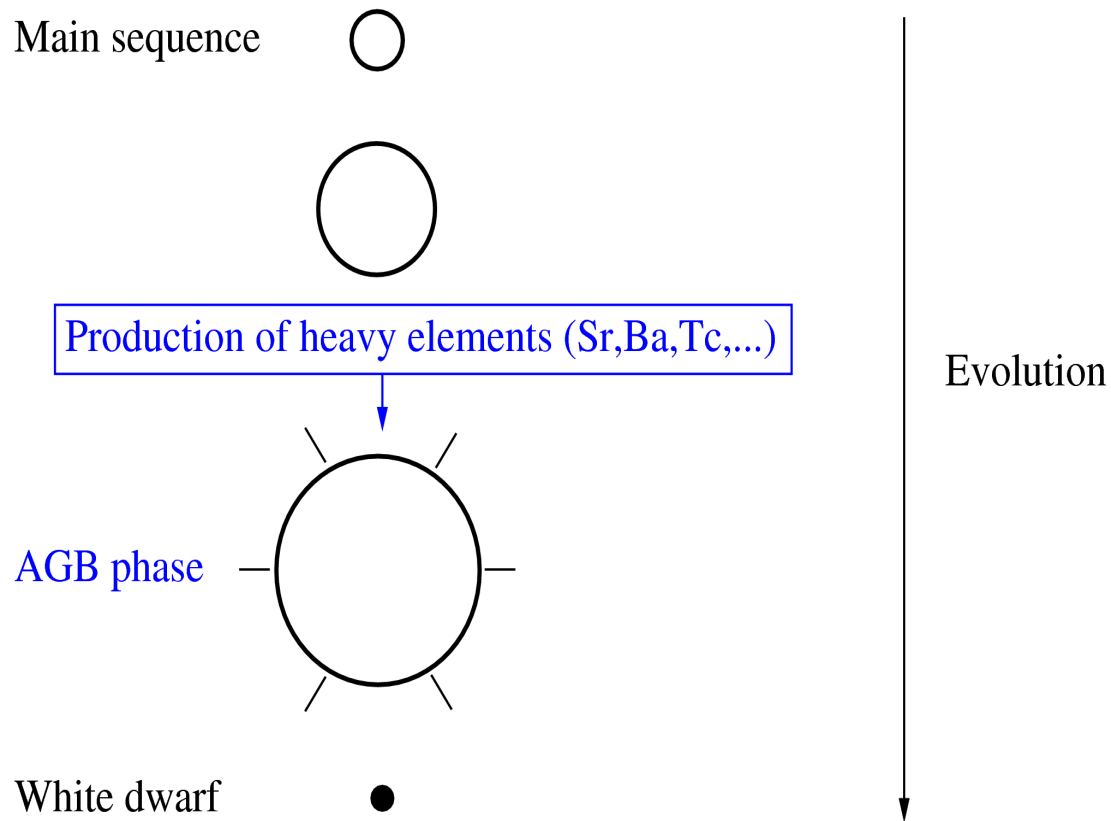 Main sequence
Production of heavy elements (Sr,Ba,Tc,...)
Evolution
AGB phase
White dwarf